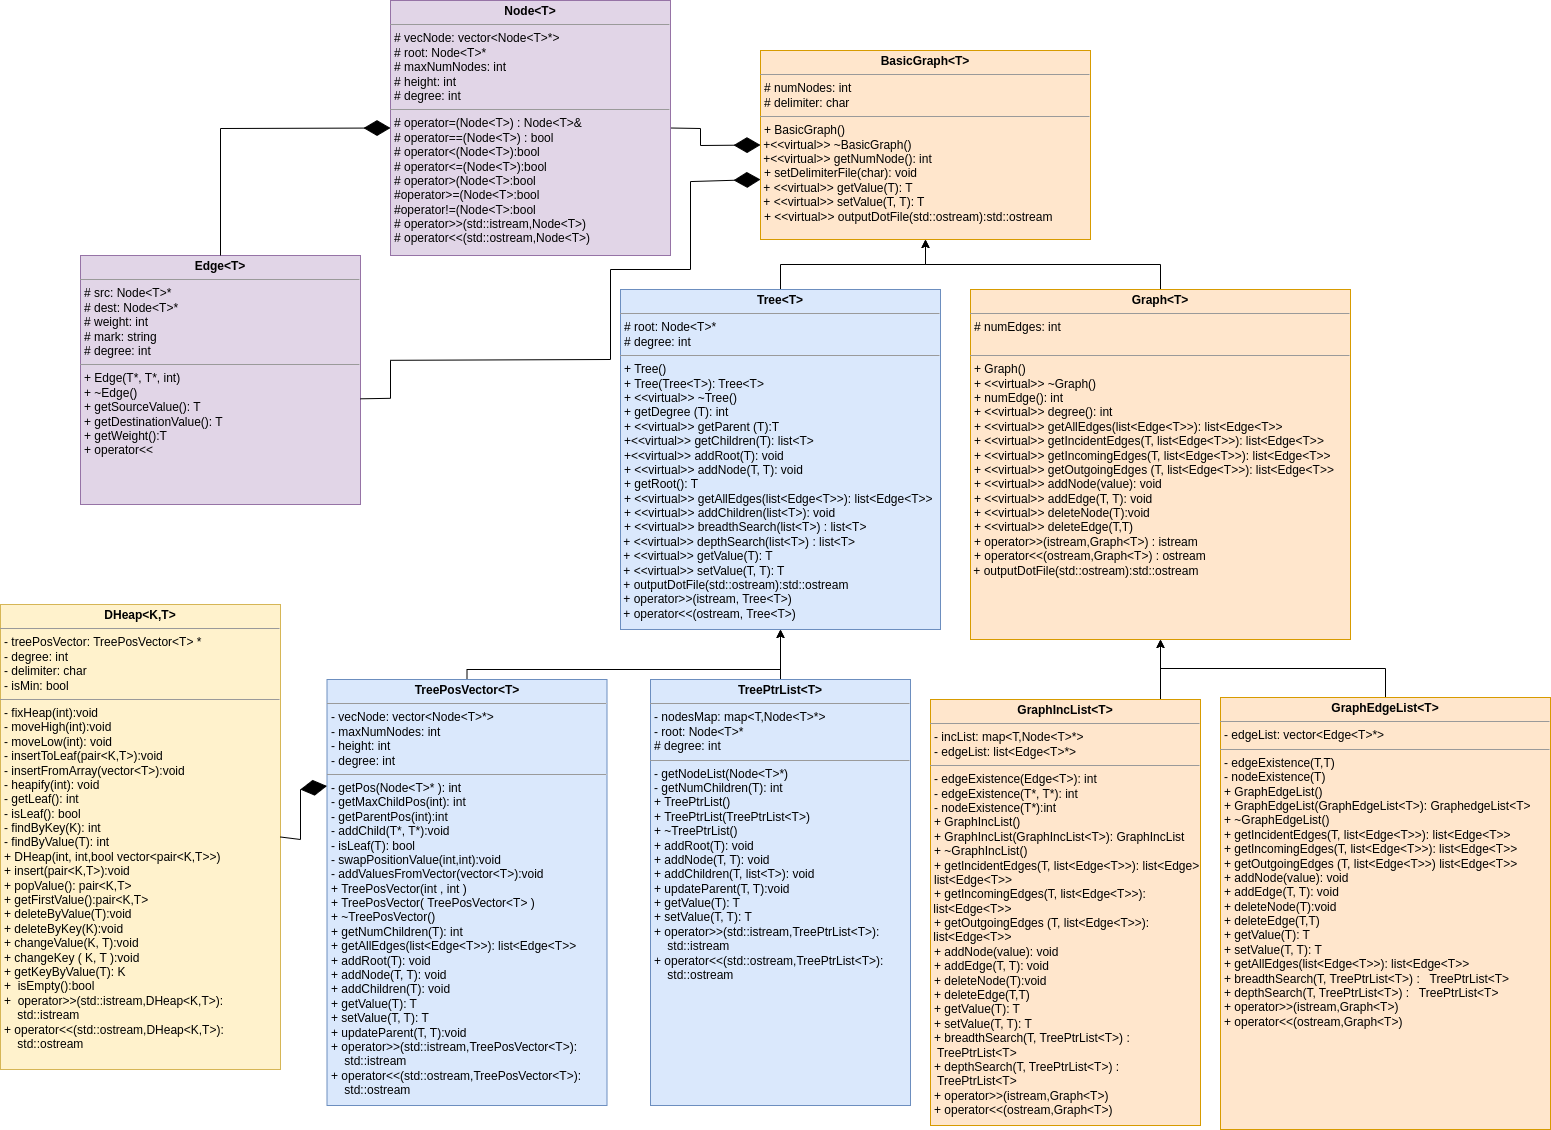 Node<T>
# vecNode: vector<Node<T>*>
# root: Node<T>*
# maxNumNodes: int
# height: int
# degree: int
# operator=(Node<T>) : Node<T>&
# operator==(Node<T>) : bool
# operator<(Node<T>):bool
# operator<=(Node<T>):bool
# operator>(Node<T>:bool
#operator>=(Node<T>:bool
#operator!=(Node<T>:bool
# operator>>(std::istream,Node<T>)
# operator<<(std::ostream,Node<T>)
BasicGraph<T>
# numNodes: int
# delimiter: char
+ BasicGraph()
+<<virtual>> ~BasicGraph()
+<<virtual>> getNumNode(): int
+ setDelimiterFile(char): void
+ <<virtual>> getValue(T): T
+ <<virtual>> setValue(T, T): T
+ <<virtual>> outputDotFile(std::ostream):std::ostream
Edge<T>
# src: Node<T>*
# dest: Node<T>*
# weight: int
# mark: string
# degree: int
+ Edge(T*, T*, int)
+ ~Edge()
+ getSourceValue(): T
+ getDestinationValue(): T
+ getWeight():T
+ operator<<
Tree<T>
# root: Node<T>*
# degree: int
+ Tree()
+ Tree(Tree<T>): Tree<T>
+ <<virtual>> ~Tree()
+ getDegree (T): int
+ <<virtual>> getParent (T):T
+<<virtual>> getChildren(T): list<T>
+<<virtual>> addRoot(T): void
+ <<virtual>> addNode(T, T): void
+ getRoot(): T
+ <<virtual>> getAllEdges(list<Edge<T>>): list<Edge<T>>
+ <<virtual>> addChildren(list<T>): void
+ <<virtual>> breadthSearch(list<T>) : list<T>
+ <<virtual>> depthSearch(list<T>) : list<T>
+ <<virtual>> getValue(T): T
+ <<virtual>> setValue(T, T): T
+ outputDotFile(std::ostream):std::ostream
+ operator>>(istream, Tree<T>)
+ operator<<(ostream, Tree<T>)
Graph<T>
# numEdges: int
+ Graph()
+ <<virtual>> ~Graph()
+ numEdge(): int
+ <<virtual>> degree(): int
+ <<virtual>> getAllEdges(list<Edge<T>>): list<Edge<T>>
+ <<virtual>> getIncidentEdges(T, list<Edge<T>>): list<Edge<T>>
+ <<virtual>> getIncomingEdges(T, list<Edge<T>>): list<Edge<T>>
+ <<virtual>> getOutgoingEdges (T, list<Edge<T>>): list<Edge<T>>
+ <<virtual>> addNode(value): void
+ <<virtual>> addEdge(T, T): void
+ <<virtual>> deleteNode(T):void
+ <<virtual>> deleteEdge(T,T)
+ operator>>(istream,Graph<T>) : istream
+ operator<<(ostream,Graph<T>) : ostream
+ outputDotFile(std::ostream):std::ostream
DHeap<K,T>
- treePosVector: TreePosVector<T> *
- degree: int
- delimiter: char
- isMin: bool
- fixHeap(int):void
- moveHigh(int):void
- moveLow(int): void
- insertToLeaf(pair<K,T>):void
- insertFromArray(vector<T>):void
- heapify(int): void
- getLeaf(): int
- isLeaf(): bool
- findByKey(K): int
- findByValue(T): int
+ DHeap(int, int,bool vector<pair<K,T>>)
+ insert(pair<K,T>):void
+ popValue(): pair<K,T>
+ getFirstValue():pair<K,T>
+ deleteByValue(T):void
+ deleteByKey(K):void
+ changeValue(K, T):void
+ changeKey ( K, T ):void
+ getKeyByValue(T): K
+  isEmpty():bool
+  operator>>(std::istream,DHeap<K,T>):
std::istream
+ operator<<(std::ostream,DHeap<K,T>):
std::ostream
TreePosVector<T>
- vecNode: vector<Node<T>*>
- maxNumNodes: int
- height: int
- degree: int
- getPos(Node<T>* ): int
- getMaxChildPos(int): int
- getParentPos(int):int
- addChild(T*, T*):void
- isLeaf(T): bool
- swapPositionValue(int,int):void
- addValuesFromVector(vector<T>):void
+ TreePosVector(int , int )
+ TreePosVector( TreePosVector<T> )
+ ~TreePosVector()
+ getNumChildren(T): int
+ getAllEdges(list<Edge<T>>): list<Edge<T>>
+ addRoot(T): void
+ addNode(T, T): void
+ addChildren(T): void
+ getValue(T): T
+ setValue(T, T): T
+ updateParent(T, T):void
+ operator>>(std::istream,TreePosVector<T>):
std::istream
+ operator<<(std::ostream,TreePosVector<T>):
std::ostream
TreePtrList<T>
- nodesMap: map<T,Node<T>*>
- root: Node<T>*
# degree: int
- getNodeList(Node<T>*)
- getNumChildren(T): int
+ TreePtrList()
+ TreePtrList(TreePtrList<T>)
+ ~TreePtrList()
+ addRoot(T): void
+ addNode(T, T): void
+ addChildren(T, list<T>): void
+ updateParent(T, T):void
+ getValue(T): T
+ setValue(T, T): T
+ operator>>(std::istream,TreePtrList<T>):
std::istream
+ operator<<(std::ostream,TreePtrList<T>):
std::ostream
GraphIncList<T>
- incList: map<T,Node<T>*>
- edgeList: list<Edge<T>*>
- edgeExistence(Edge<T>): int
- edgeExistence(T*, T*): int
- nodeExistence(T*):int
+ GraphIncList()
+ GraphIncList(GraphIncList<T>): GraphIncList
+ ~GraphIncList()
+ getIncidentEdges(T, list<Edge<T>>): list<Edge>
list<Edge<T>>
+ getIncomingEdges(T, list<Edge<T>>):
list<Edge<T>>
+ getOutgoingEdges (T, list<Edge<T>>):
list<Edge<T>>
+ addNode(value): void
+ addEdge(T, T): void
+ deleteNode(T):void
+ deleteEdge(T,T)
+ getValue(T): T
+ setValue(T, T): T
+ breadthSearch(T, TreePtrList<T>) :
TreePtrList<T>
+ depthSearch(T, TreePtrList<T>) :
TreePtrList<T>
+ operator>>(istream,Graph<T>)
+ operator<<(ostream,Graph<T>)
GraphEdgeList<T>
- edgeList: vector<Edge<T>*>
- edgeExistence(T,T)
- nodeExistence(T)
+ GraphEdgeList()
+ GraphEdgeList(GraphEdgeList<T>): GraphedgeList<T>
+ ~GraphEdgeList()
+ getIncidentEdges(T, list<Edge<T>>): list<Edge<T>>
+ getIncomingEdges(T, list<Edge<T>>): list<Edge<T>>
+ getOutgoingEdges (T, list<Edge<T>>) list<Edge<T>>
+ addNode(value): void
+ addEdge(T, T): void
+ deleteNode(T):void
+ deleteEdge(T,T)
+ getValue(T): T
+ setValue(T, T): T
+ getAllEdges(list<Edge<T>>): list<Edge<T>>
+ breadthSearch(T, TreePtrList<T>) :   TreePtrList<T>
+ depthSearch(T, TreePtrList<T>) :   TreePtrList<T>
+ operator>>(istream,Graph<T>)
+ operator<<(ostream,Graph<T>)